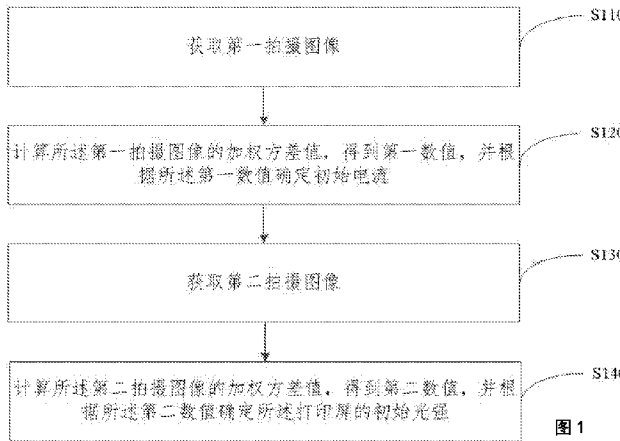 获取第一拍摄图像
S110
计算所述第一拍摄图像的加权方差值，得到第一数值，并根
据所述第一数值确定初始电流
S120
获取第二拍摄图像
S130
计算所述第二拍摄图像的加权方差值，得到第二数值，并根
据所述第二数值确定所述打印屏的初始光强
S140
图1